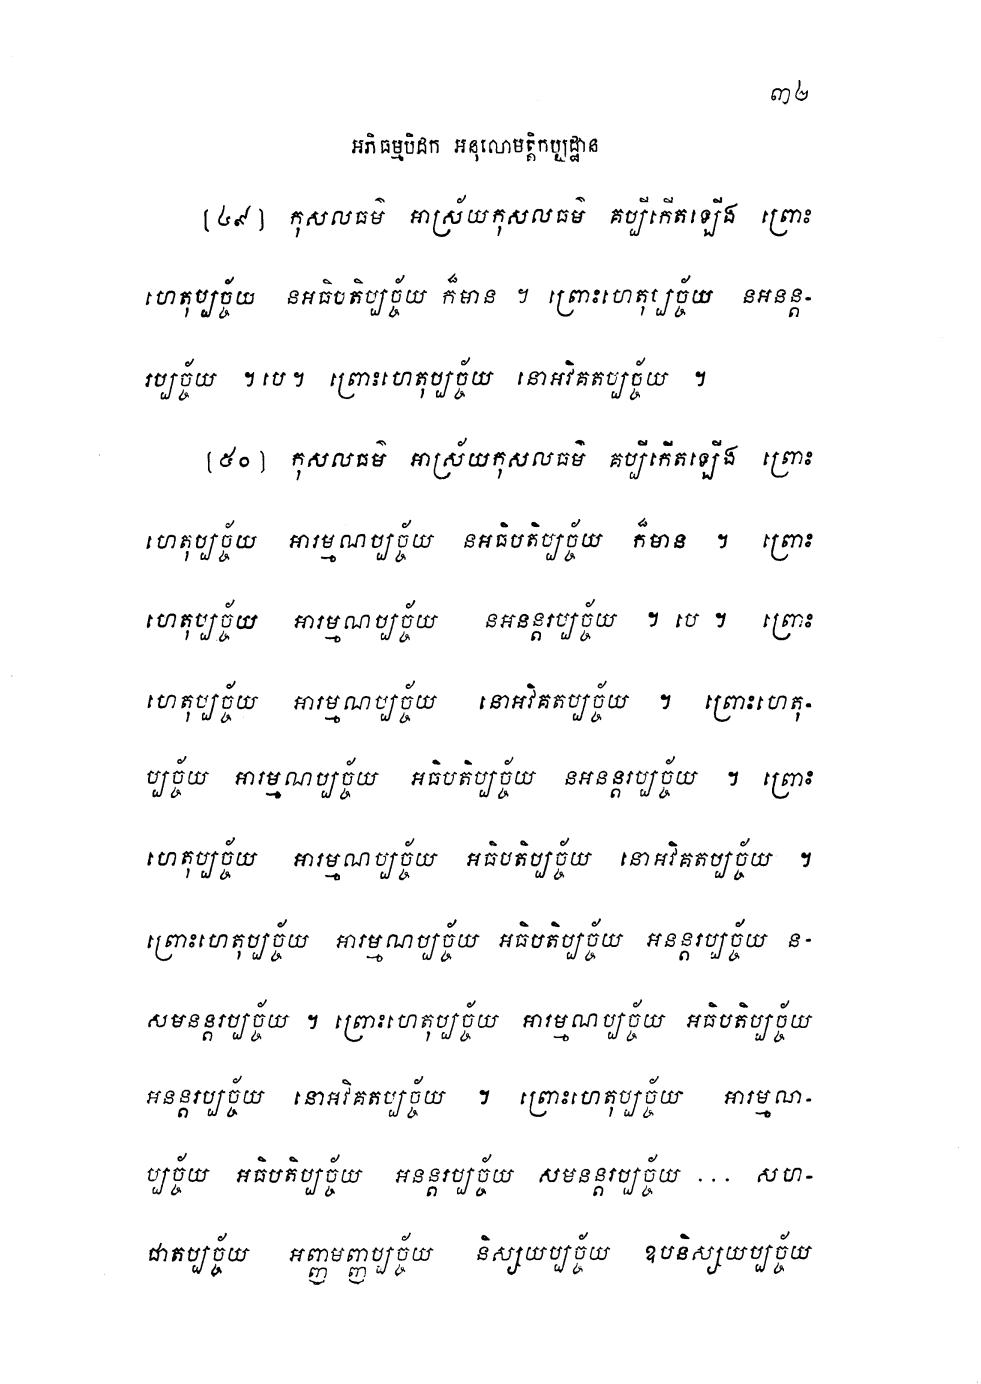 ៣៤
អភិធម្មបិដក អនុលោមត្តិកប្បដ្ឋាន
(៤៩) កុសលធម៌ អាស្រ័យកុសលធម៌ គប្បីកើតឡើង ព្រោះ
ហេតុប្បច្ច័យ នអធិបតិប្បច្ច័យ ក៏មាន ។ ព្រោះហេតុប្បច្ច័យ នអនន្ត-
រប្បច្ច័យ ។ បេ ។ ព្រោះហេតុប្បច្ច័យ នោអវិគតប្បច្ច័យ ។
(៥០) កុសលធម៌ អាស្រ័យកុសលធម៌ គប្បីកើតឡើង ព្រោះ
ហេតុប្បច្ច័យ អារម្មណប្បច្ច័យ នអធិបតិប្បច្ច័យ ក៏មាន ។ ព្រោះ
ហេតុប្បច្ច័យ អារម្មណប្បច្ច័យ នអនន្តរប្បច្ច័យ ។ បេ ។ ព្រោះ
ហេតុប្បច្ច័យ អារម្មណប្បច្ច័យ នោអវិគតប្បច្ច័យ ។ ព្រោះហេតុ-
ប្បច្ច័យ អារម្មណប្បច្ច័យ អធិបតិប្បច្ច័យ នអនន្តរប្បច្ច័យ ។ ព្រោះ
ហេតុប្បច្ច័យ អារម្មណប្បច្ច័យ អធិបតិប្បច្ច័យ នោអវិគតប្បច្ច័យ ។
ព្រោះហេតុប្បច្ច័យ អារម្មណប្បច្ច័យ អធិបតិប្បច្ច័យ អនន្តរប្បច្ច័យ ន-
សមនន្តរប្បច្ច័យ ។ ព្រោះហេតុប្បច្ច័យ អារម្មណប្បច្ច័យ អធិបតិប្បច្ច័យ
អនន្តរប្បច្ច័យ នោអវិគតប្បច្ច័យ ។ ព្រោះហេតុប្បច្ច័យ អារម្មណ-
ប្បច្ច័យ អធិបតិប្បច្ច័យ អនន្តរប្បច្ច័យ សមនន្តរប្បច្ច័យ ... សហ-
ជាតប្បច្ច័យ អញ្ញមញ្ញប្បច្ច័យ និស្សយប្បច្ច័យ ឧបនិស្សយប្បច្ច័យ